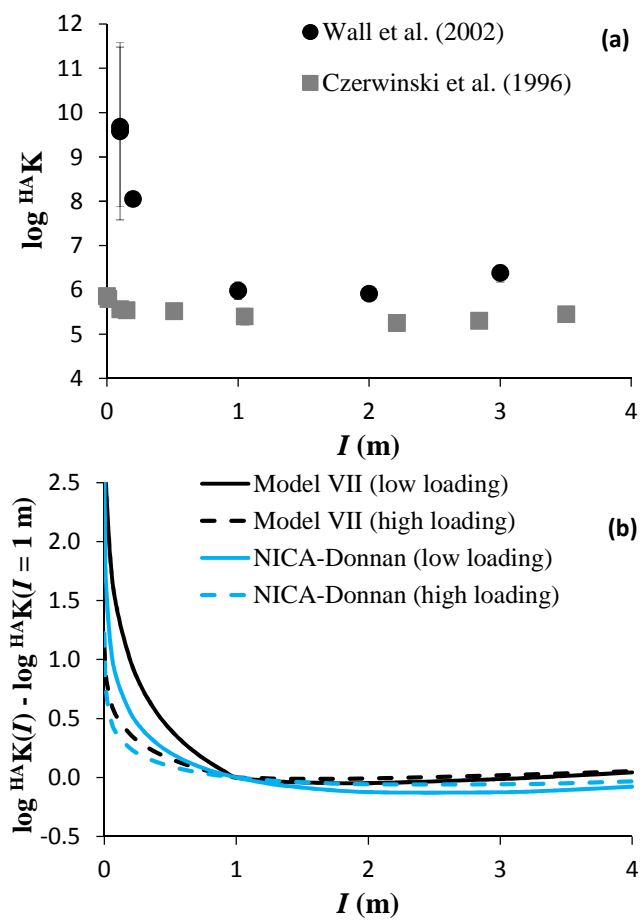 12
11
10
9
8
7
6
5
4
log ᴴᴬK
Wall et al. (2002)
Czerwinski et al. (1996)
(a)
0 1 2 3 4
I (m)
2.5
2.0
1.5
1.0
0.5
0.0
-0.5
log ᴴᴬK(I) - log ᴴᴬK(I = 1 m)
Model VII (low loading)
Model VII (high loading)
NICA-Donnan (low loading)
NICA-Donnan (high loading)
(b)
0 1 2 3 4
I (m)